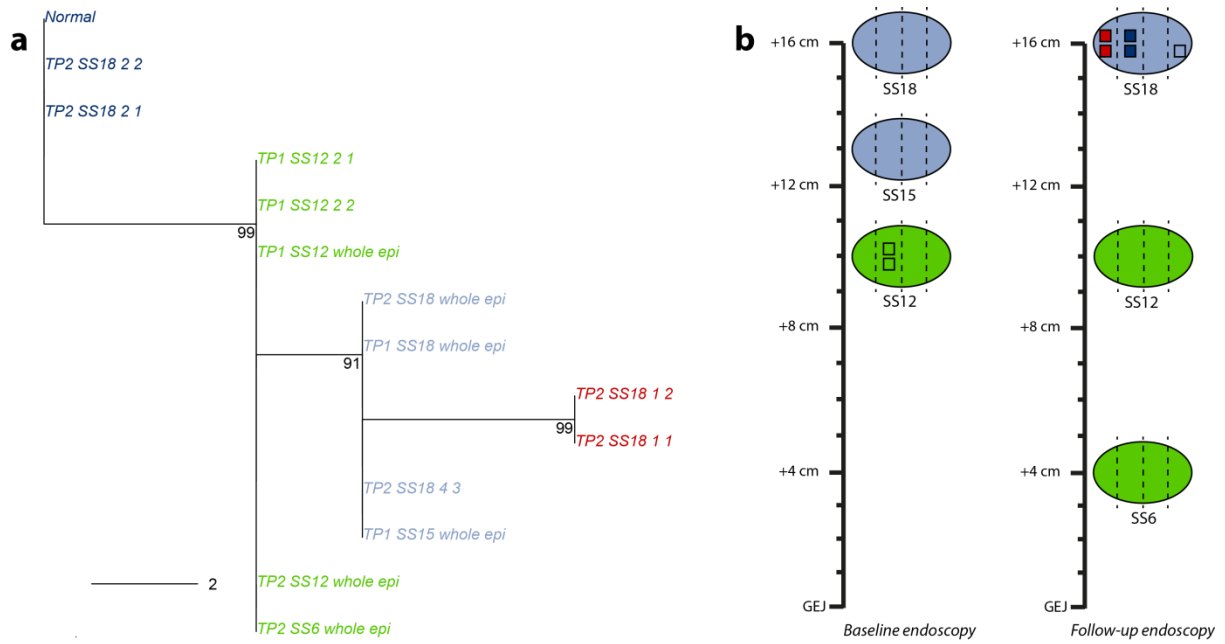 a
Normal
TP2 SS18 2 2
TP2 SS18 2 1
TP1 SS12 2 1
TP1 SS12 2 2
99
TP1 SS12 whole epi
TP2 SS18 whole epi
TP1 SS18 whole epi
91
TP2 SS18 1 2
99
TP2 SS18 1 1
TP2 SS18 4 3
TP1 SS15 whole epi
2
TP2 SS12 whole epi
TP2 SS6 whole epi
b
+16 cm
SS18
SS15
+12 cm
SS12
+8 cm
+4 cm
GEJ
Baseline endoscopy
+16 cm
SS18
+12 cm
SS12
+8 cm
+4 cm
SS6
GEJ
Follow-up endoscopy